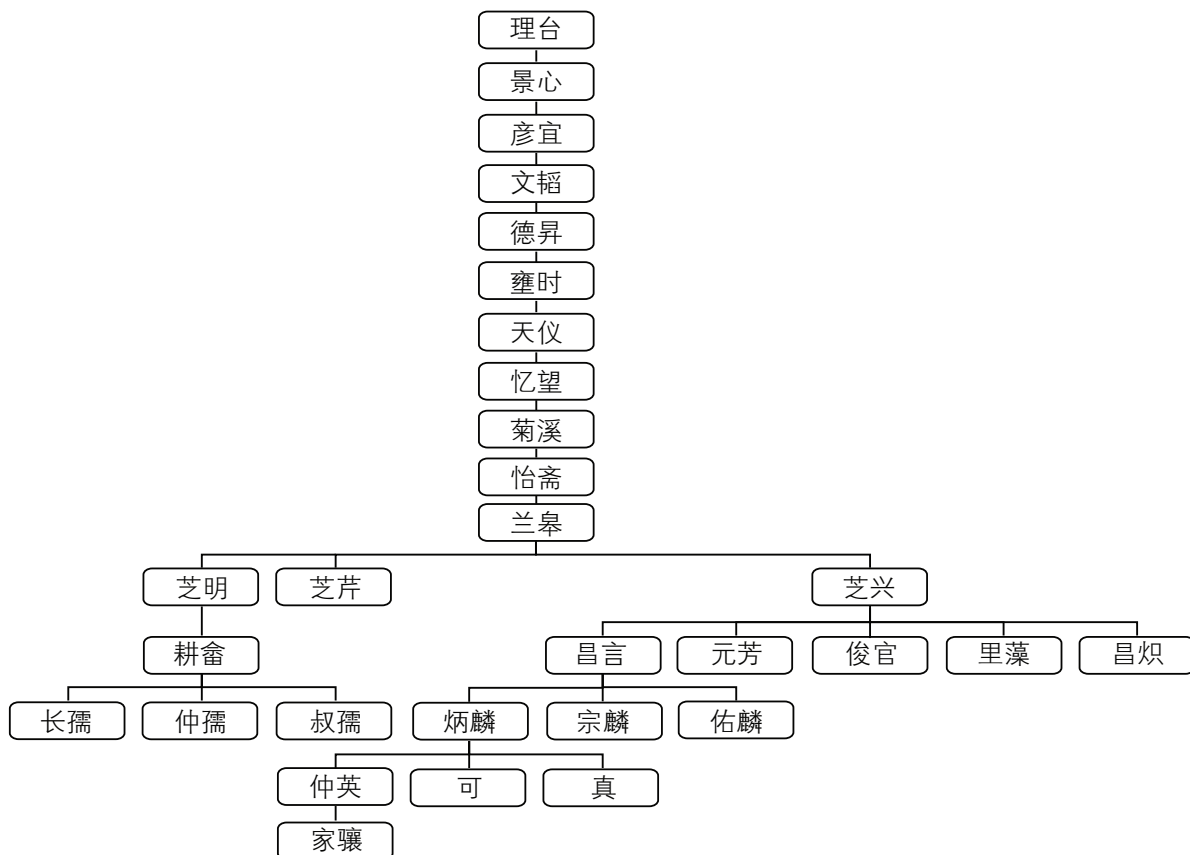 理台
景心
彦宜
文韬
德昇
壅时
天仪
忆望
菊溪
怡斋
兰皋
芝明 芝芹 芝兴
耕畲 昌言 元芳 俊官 里藻 昌炽
长孺 仲孺 叔孺 炳麟 宗麟 佑麟
仲英 可 真
家骧